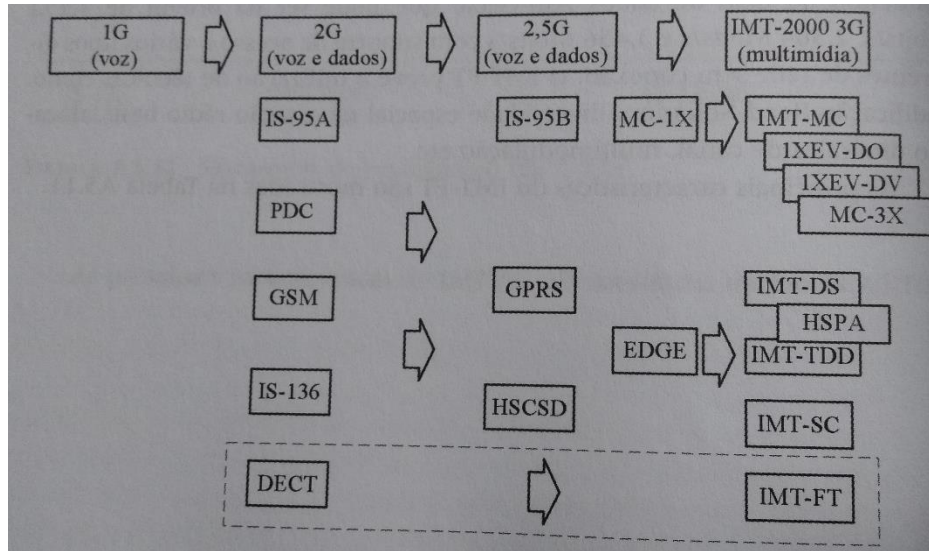 1G
(voz)
2G
(voz e dados)
2,5G
(voz e dados)
IMT-2000 3G
(multimídia)
IS-95A
IS-95B
MC-1X
IMT-MC
1XEV-DO
1XEV-DV
MC-3X
PDC
GSM
GPRS
IMT-DS
HSPA
EDGE
IMT-TDD
IS-136
HSCSD
IMT-SC
DECT
IMT-FT